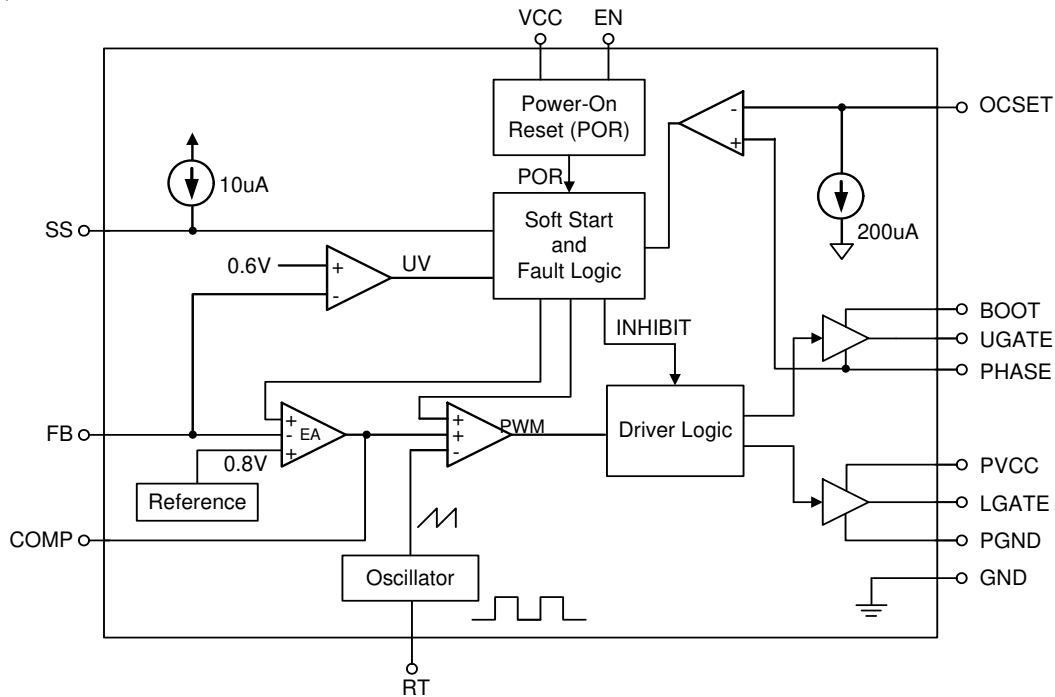 VCC EN
Power-On
Reset (POR)
-
+
OCSET
10uA
POR
SS
Soft Start
and
Fault Logic
200uA
0.6V
+
-
UV
BOOT
INHIBIT
UGATE
PHASE
FB
+
-
+
EA
+
+
-
PWM
Driver Logic
0.8V
Reference
PVCC
LGATE
COMP
PGND
Oscillator
GND
RT